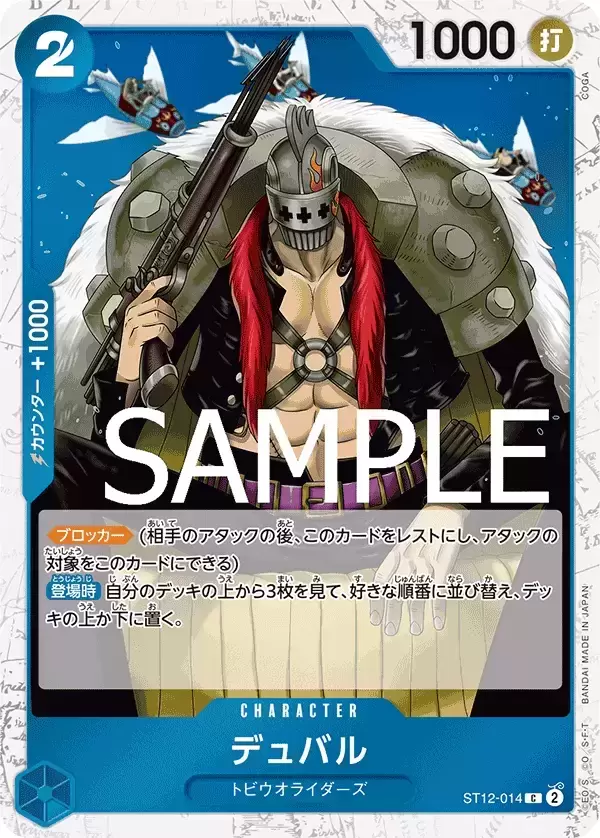 2
1000
打
COGA
カウンター +1000
SAMPLE
ブロッカー (相手のアタックの後、このカードをレストにし、アタックの
対象をこのカードにできる)
登場時 自分のデッキの上から3枚を見て、好きな順番に並び替え、デッ
キの上か下に置く。
CHARACTER
デュバル
トビウオライダーズ
ST12-014 C 2
©E.O./S. ©O./S.・F.T. BANDAI MADE IN JAPAN